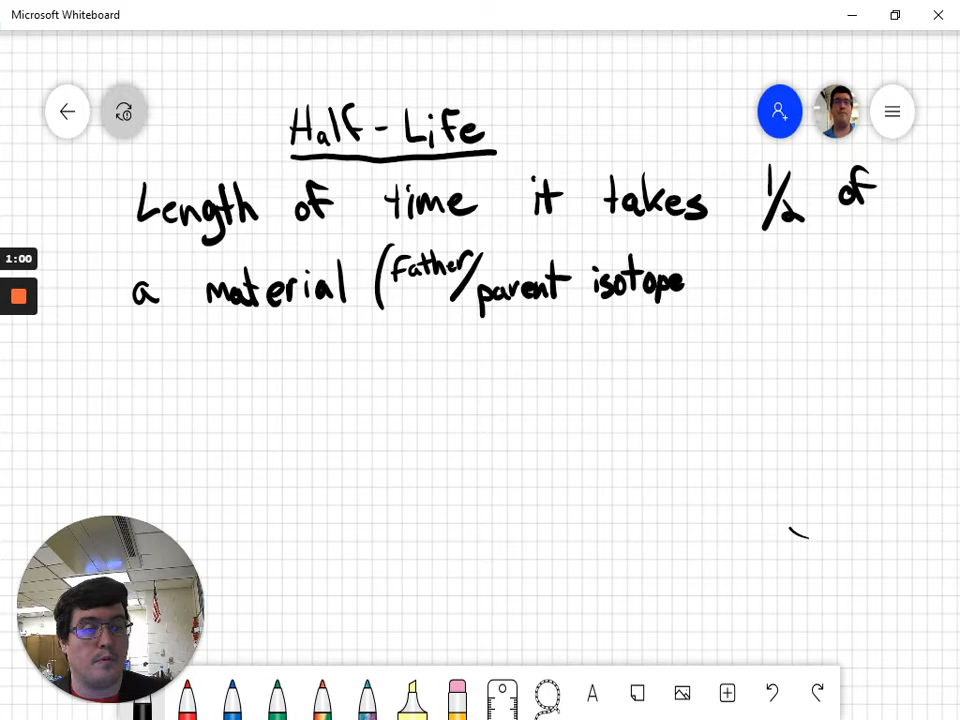 Microsoft Whiteboard
Half-Life
Length of time it takes 1/2 of
1:00
a material (Father/parent isotope
A